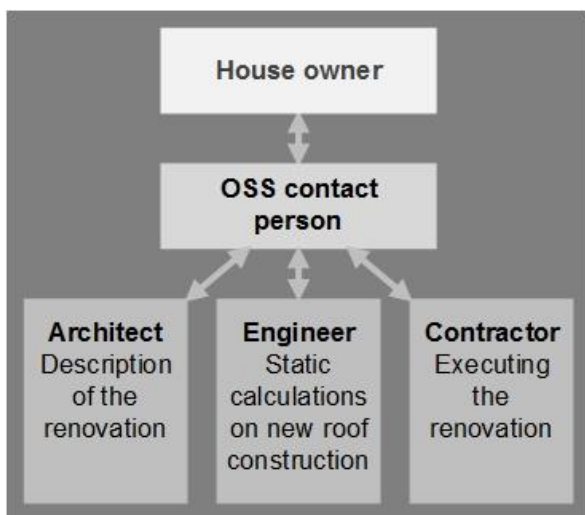 House owner
OSS contact
person
Architect
Description
of the
renovation
Engineer
Static
calculations
on new roof
construction
Contractor
Executing
the
renovation